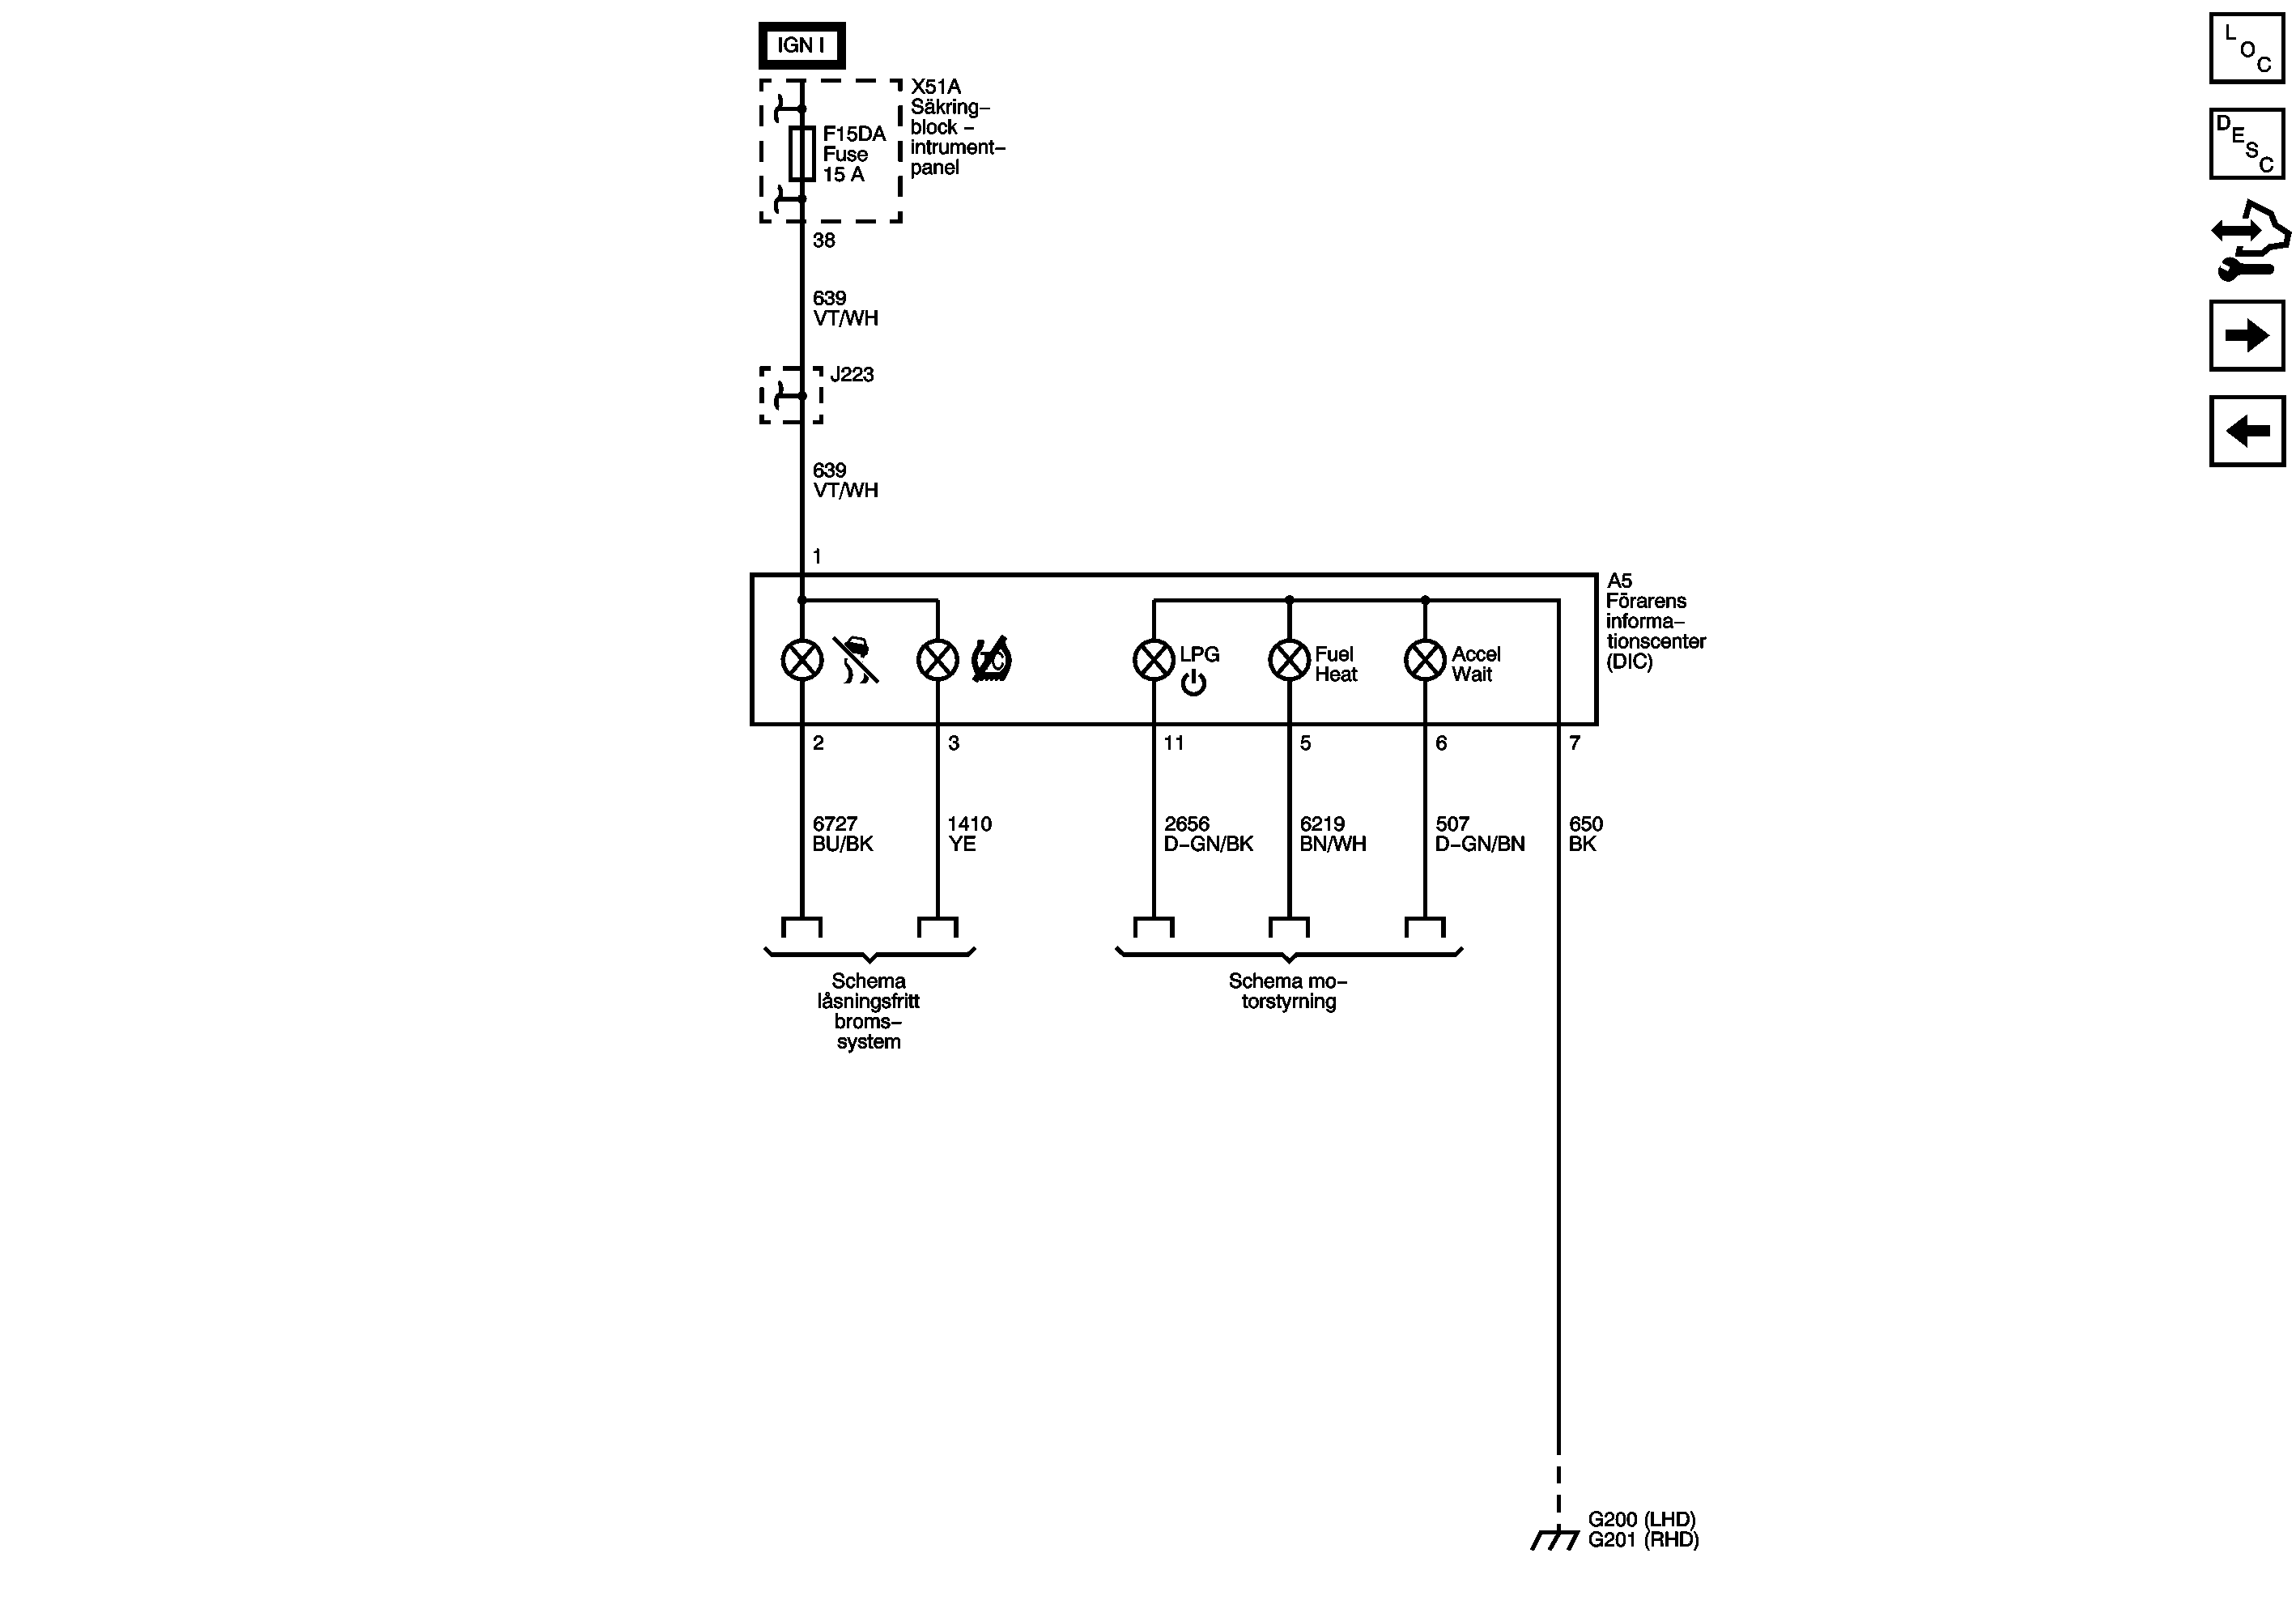 IGN I
X51A
Säkring–
block –
intrument–
panel
F15DA
Fuse
15 A
38
639
VT/WH
J223
639
VT/WH
1
A5
Förarens
informa–
tionscenter
(DIC)
TC
LPG
Fuel
Heat
Accel
Wait
2
3
11
5
6
7
6727
BU/BK
1410
YE
2656
D–GN/BK
6219
BN/WH
507
D–GN/BN
650
BK
Schema
låsningsfritt
broms–
system
Schema mo–
torstyrning
G200 (LHD)
G201 (RHD)
LOC
DESC